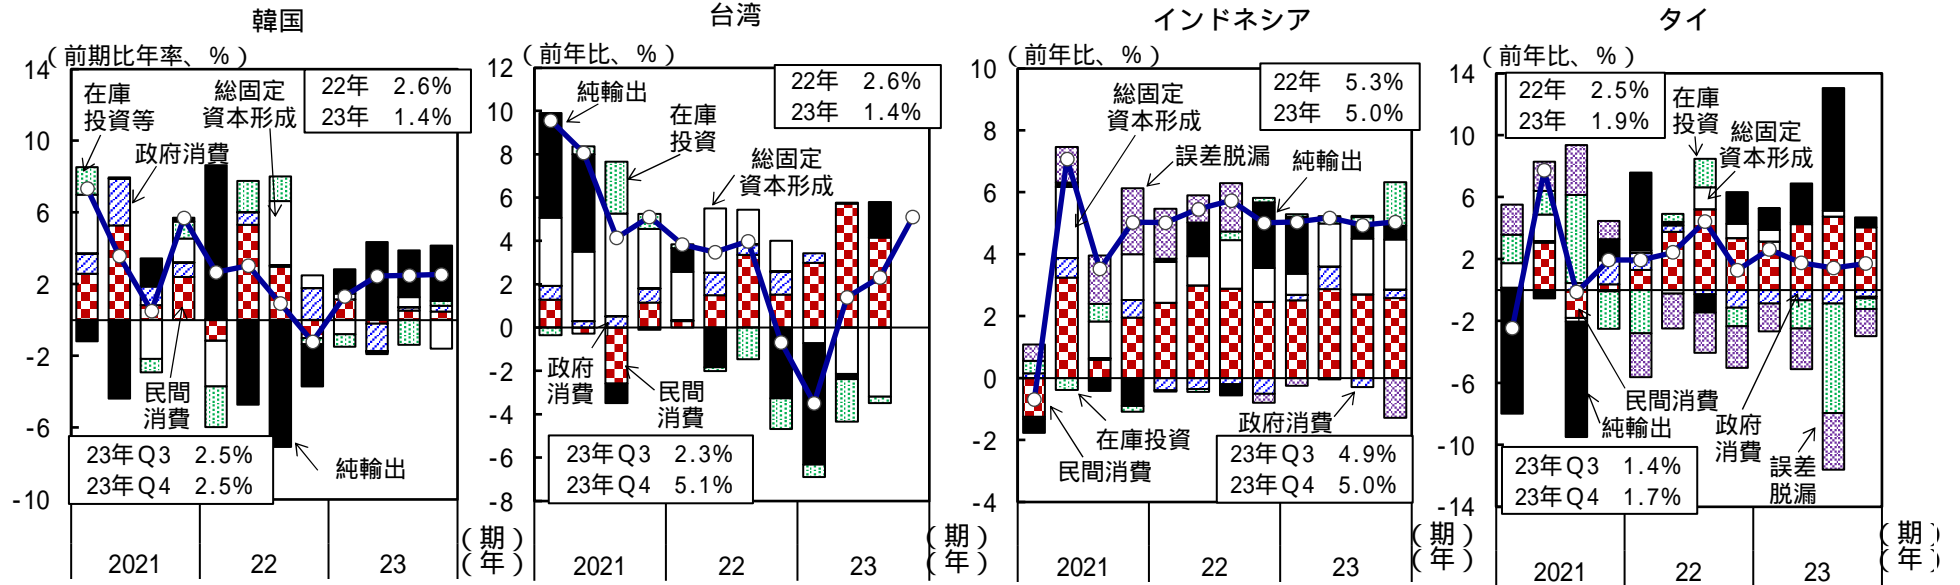 韓国
（前期比年率、%）
14
10
6
2
-2
-6
-10
在庫
投資等
総固定
資本形成
政府消費
22年 2.6%
23年 1.4%
民間
消費
純輸出
23年Q3 2.5%
23年Q4 2.5%
2021 22 23
（期）
（年）
台湾
（前年比、%）
12
10
8
6
4
2
0
-2
-4
-6
-8
純輸出
在庫
投資
総固定
資本形成
22年 2.6%
23年 1.4%
政府
消費
民間
消費
23年Q3 2.3%
23年Q4 5.1%
2021 22 23
（期）
（年）
インドネシア
（前年比、%）
10
8
6
4
2
0
-2
-4
総固定
資本形成
誤差脱漏
純輸出
22年 5.3%
23年 5.0%
政府消費
在庫投資
民間消費
23年Q3 4.9%
23年Q4 5.0%
2021 22 23
（期）
（年）
タイ
（前年比、%）
14
10
6
2
-2
-6
-10
-14
22年 2.5%
23年 1.9%
在庫
投資
総固定
資本形成
民間消費
純輸出
政府
消費
誤差
脱漏
23年Q3 1.4%
23年Q4 1.7%
2021 22 23
（期）
（年）